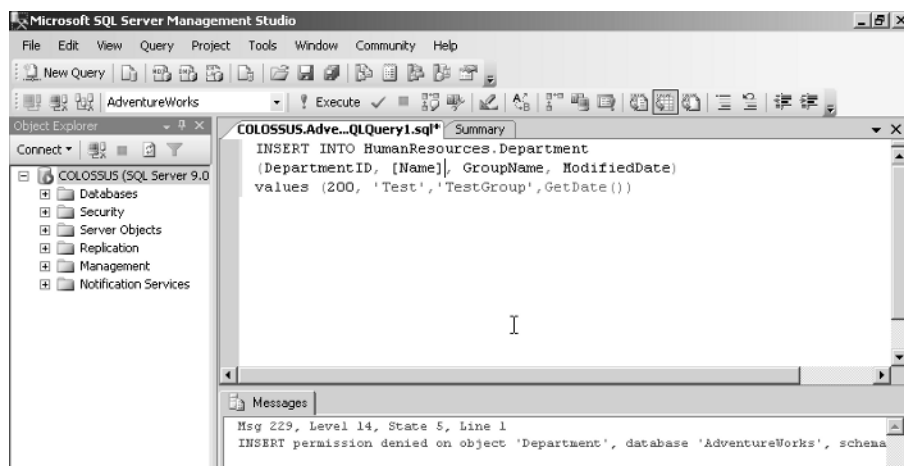 Microsoft SQL Server Management Studio
File Edit View Query Project Tools Window Community Help
New Query
AdventureWorks
Execute
Object Explorer
COLOSSUS.Adve...QLQuery1.sql* Summary
Connect
COLOSSUS (SQL Server 9.0
Databases
Security
Server Objects
Replication
Management
Notification Services
INSERT INTO HumanResources.Department
(DepartmentID, [Name], GroupName, ModifiedDate)
values (200, 'Test','TestGroup',GetDate())
Messages
Msg 229, Level 14, State 5, Line 1
INSERT permission denied on object 'Department', database 'AdventureWorks', schema